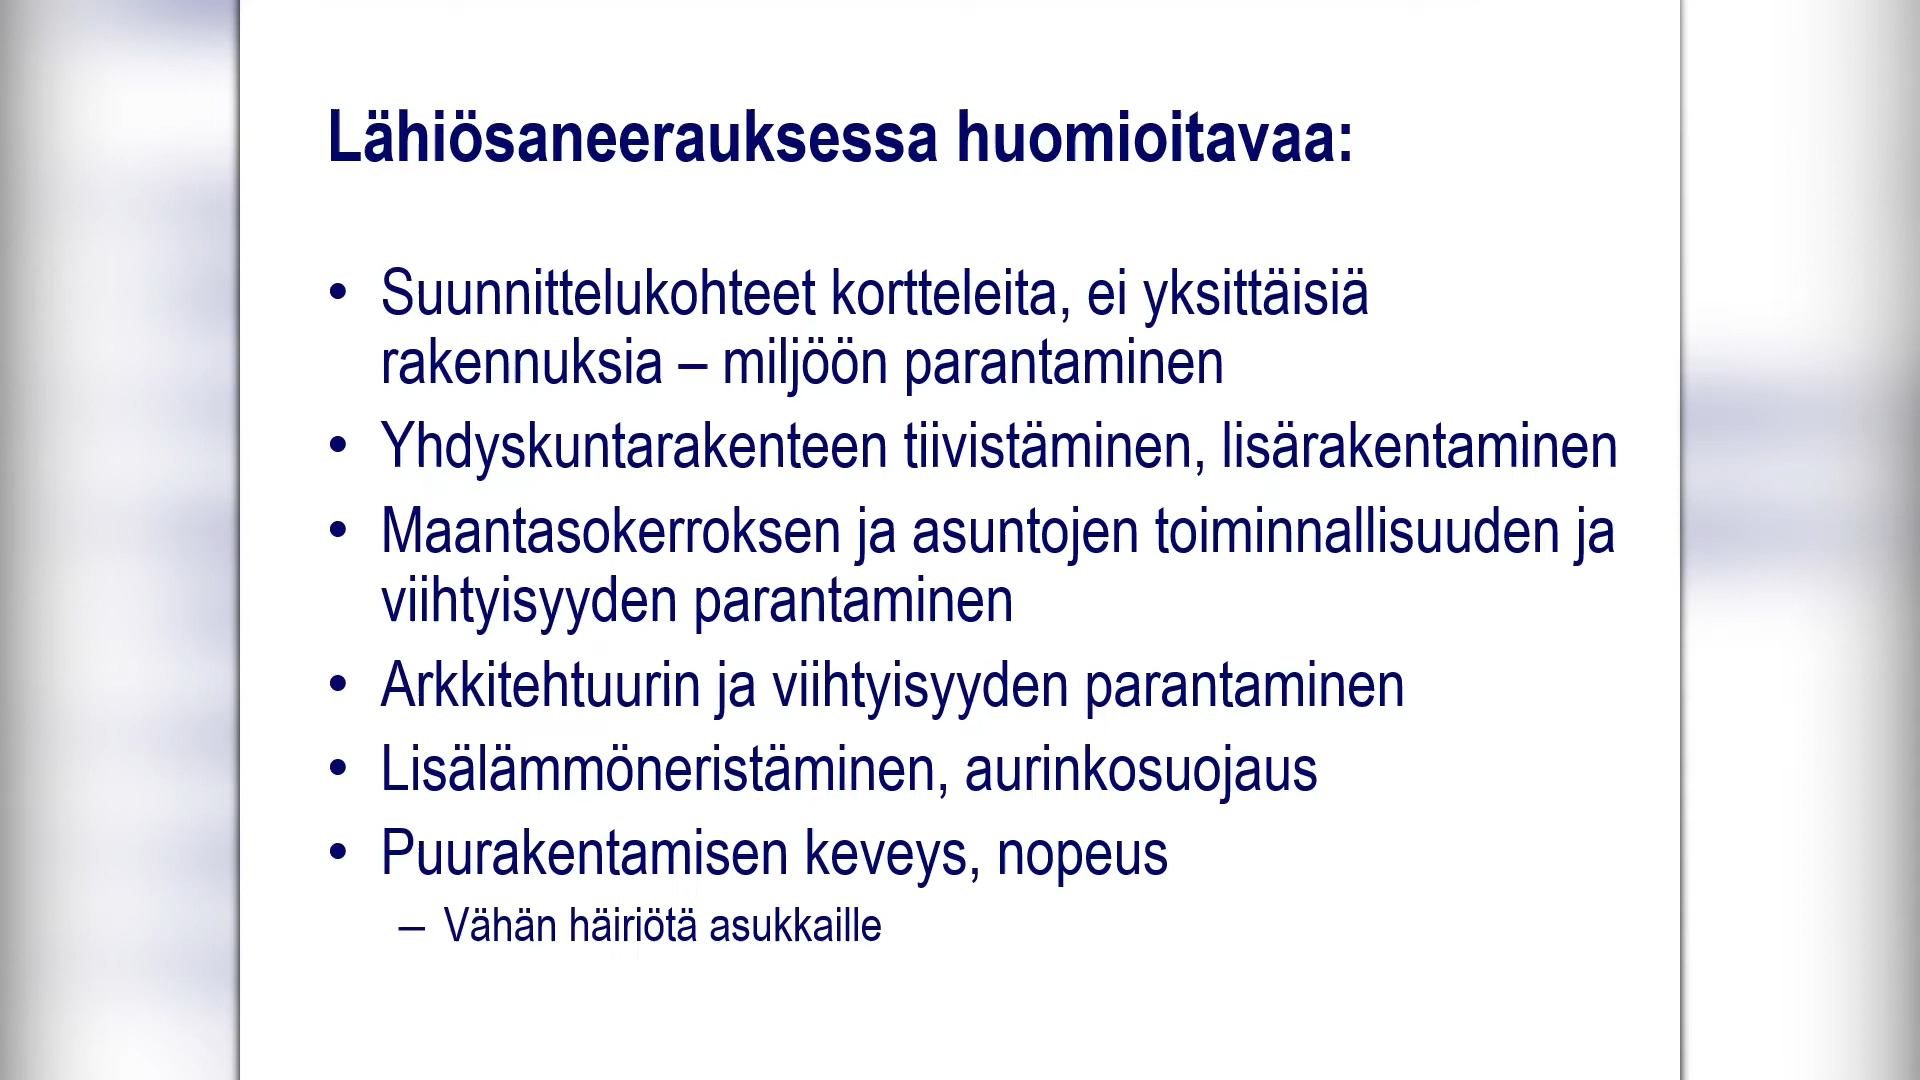 Lähiösaneerauksessa huomioitavaa:
• Suunnittelukohteet kortteleita, ei yksittäisiä
rakennuksia – miljöön parantaminen
• Yhdyskuntarakenteen tiivistäminen, lisärakentaminen
• Maantasokerroksen ja asuntojen toiminnallisuuden ja
viihtyisyyden parantaminen
• Arkkitehtuurin ja viihtyisyyden parantaminen
• Lisälämmöneristäminen, aurinkosuojaus
• Puurakentamisen keveys, nopeus
– Vähän häiriötä asukkaille